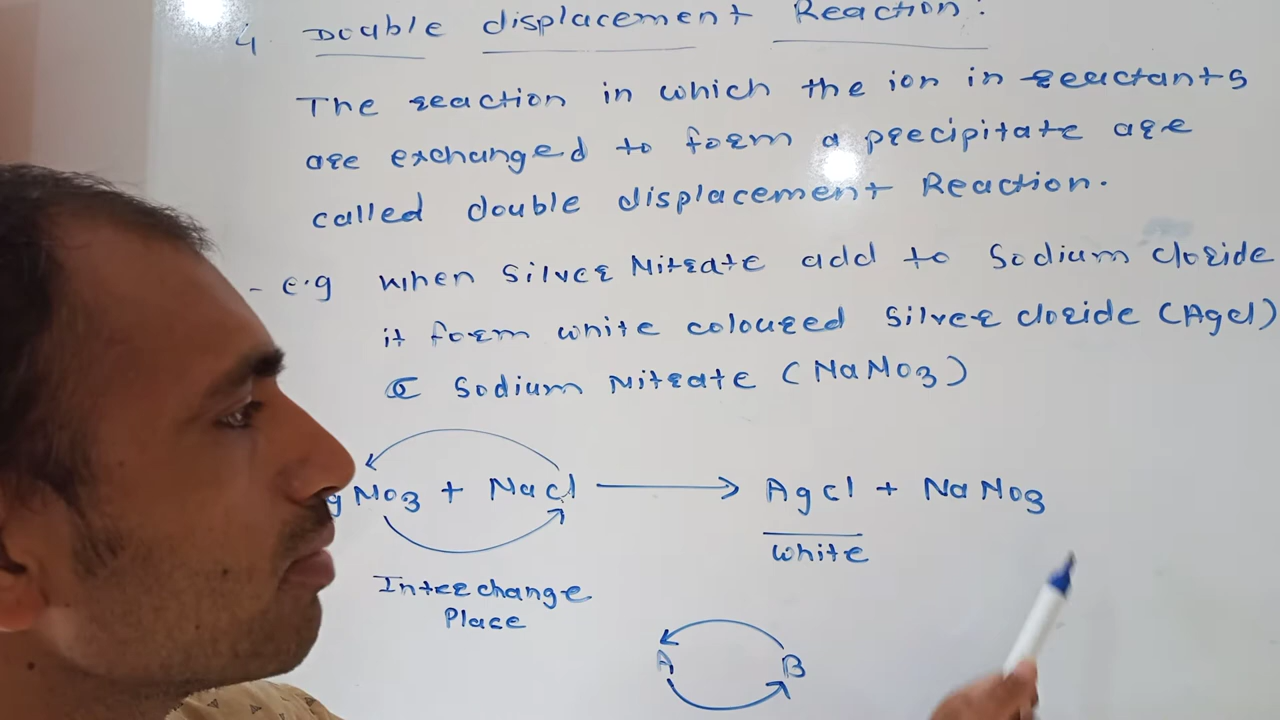 4 Double displacement Reaction:
The reaction in which the ion in reactants
are exchanged to form a precipitate are
called double displacement Reaction.
- e.g when Silver Nitrate add to Sodium cloride
it form white coloured Silver cloride (Agcl)
& Sodium Nitrate (NaNo3)
gNo3 + Nacl → Agcl + NaNo3
white
Interchange
Place
A B